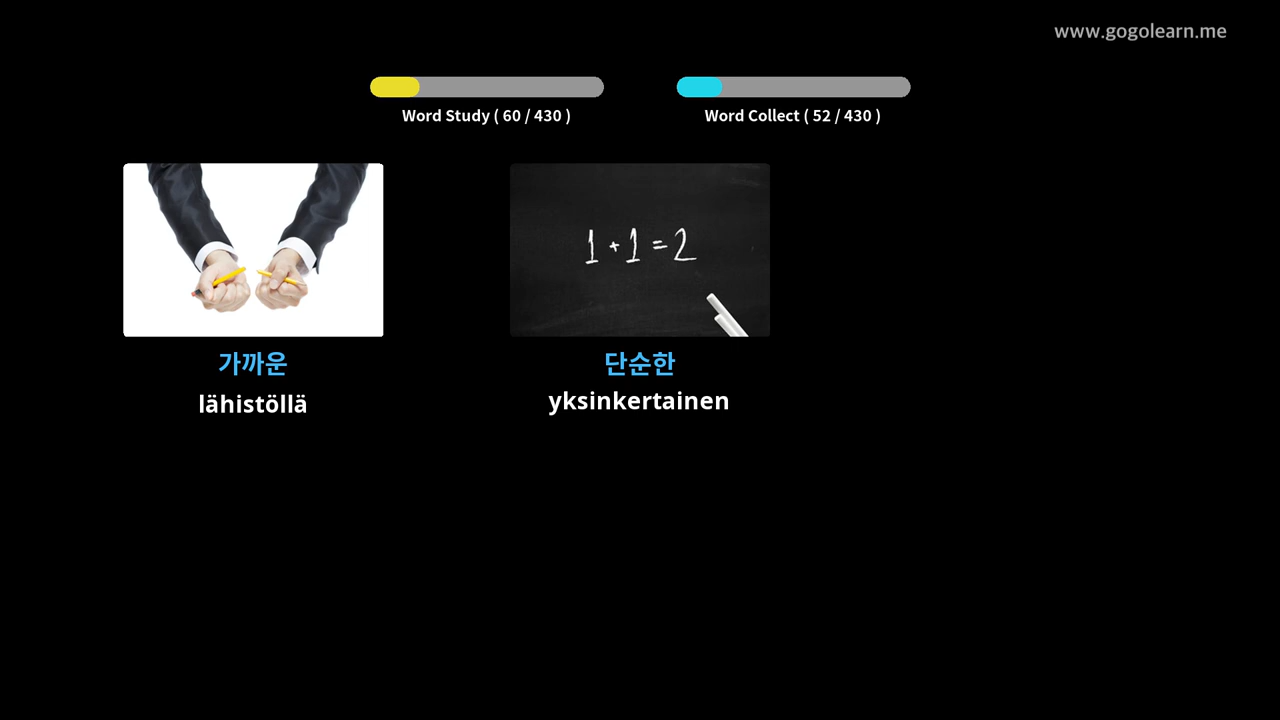 www.gogolearn.me
Word Study ( 60 / 430 )
Word Collect ( 52 / 430 )
1+1=2
가까운
lähistöllä
단순한
yksinkertainen